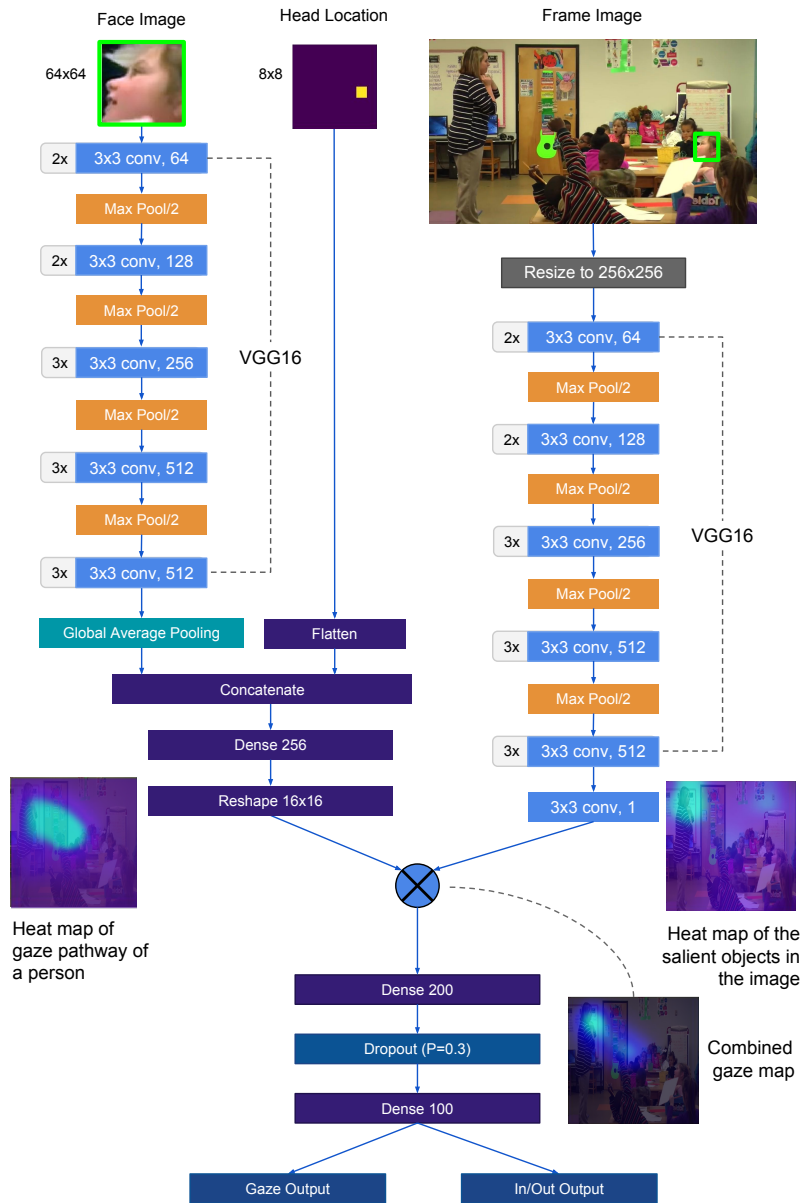 Face Image
Head Location
Frame Image
64x64
8x8
2x
3x3 conv, 64
Max Pool/2
2x
3x3 conv, 128
Max Pool/2
3x
3x3 conv, 256
Max Pool/2
3x
3x3 conv, 512
Max Pool/2
3x
3x3 conv, 512
VGG16
Global Average Pooling
Flatten
Concatenate
Dense 256
Reshape 16x16
Resize to 256x256
2x
3x3 conv, 64
Max Pool/2
2x
3x3 conv, 128
Max Pool/2
3x
3x3 conv, 256
Max Pool/2
3x
3x3 conv, 512
Max Pool/2
3x
3x3 conv, 512
VGG16
3x3 conv, 1
Heat map of
gaze pathway of
a person
Heat map of the
salient objects in
the image
Dense 200
Dropout (P=0.3)
Dense 100
Combined
gaze map
Gaze Output
In/Out Output